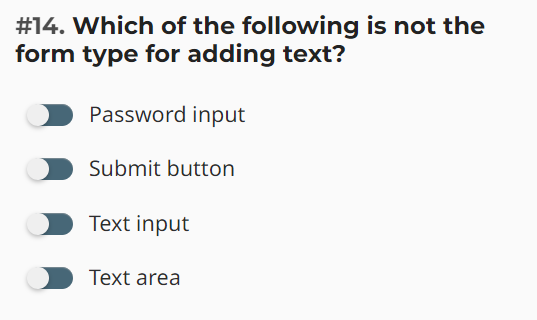 #14. Which of the following is not the
form type for adding text?
Password input
Submit button
Text input
Text area